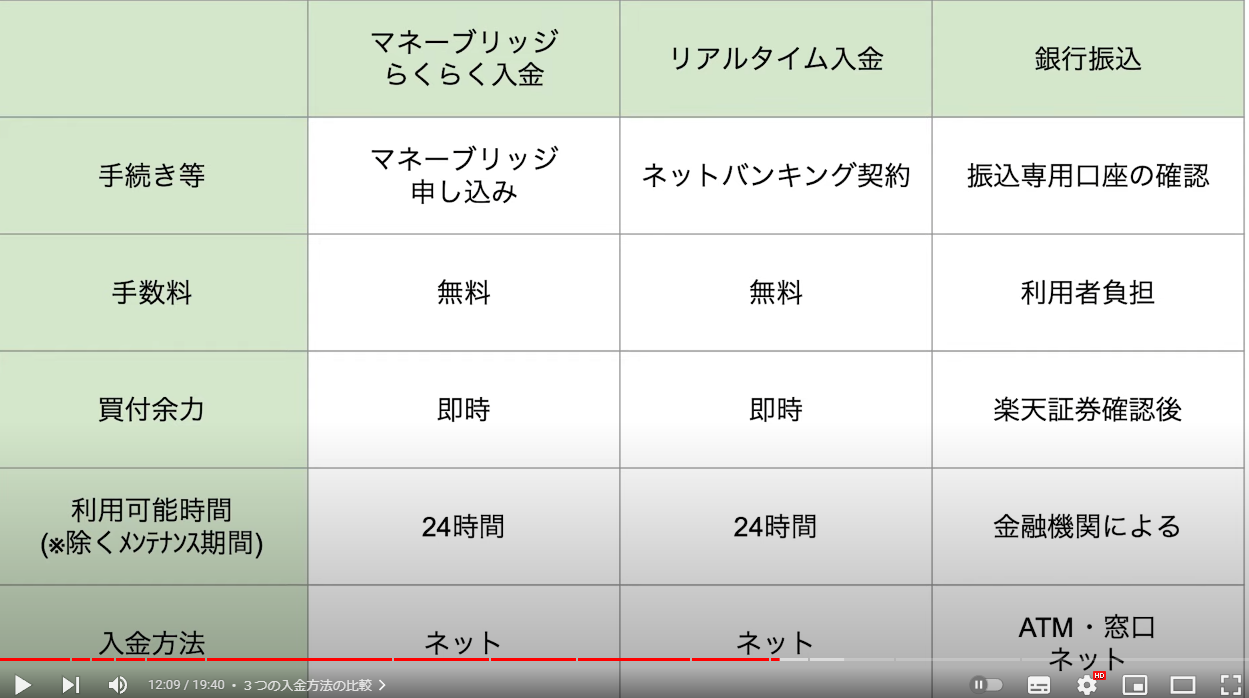 マネーブリッジ
らくらく入金
リアルタイム入金
銀行振込
手続き等
マネーブリッジ
申し込み
ネットバンキング契約
振込専用口座の確認
手数料
無料
無料
利用者負担
買付余力
即時
即時
楽天証券確認後
利用可能時間
(※除くﾒﾝﾃﾅﾝｽ期間)
24時間
24時間
金融機関による
入金方法
ネット
ネット
ATM・窓口
ネット
12:09 / 19:40 • ３つの入金方法の比較
HD